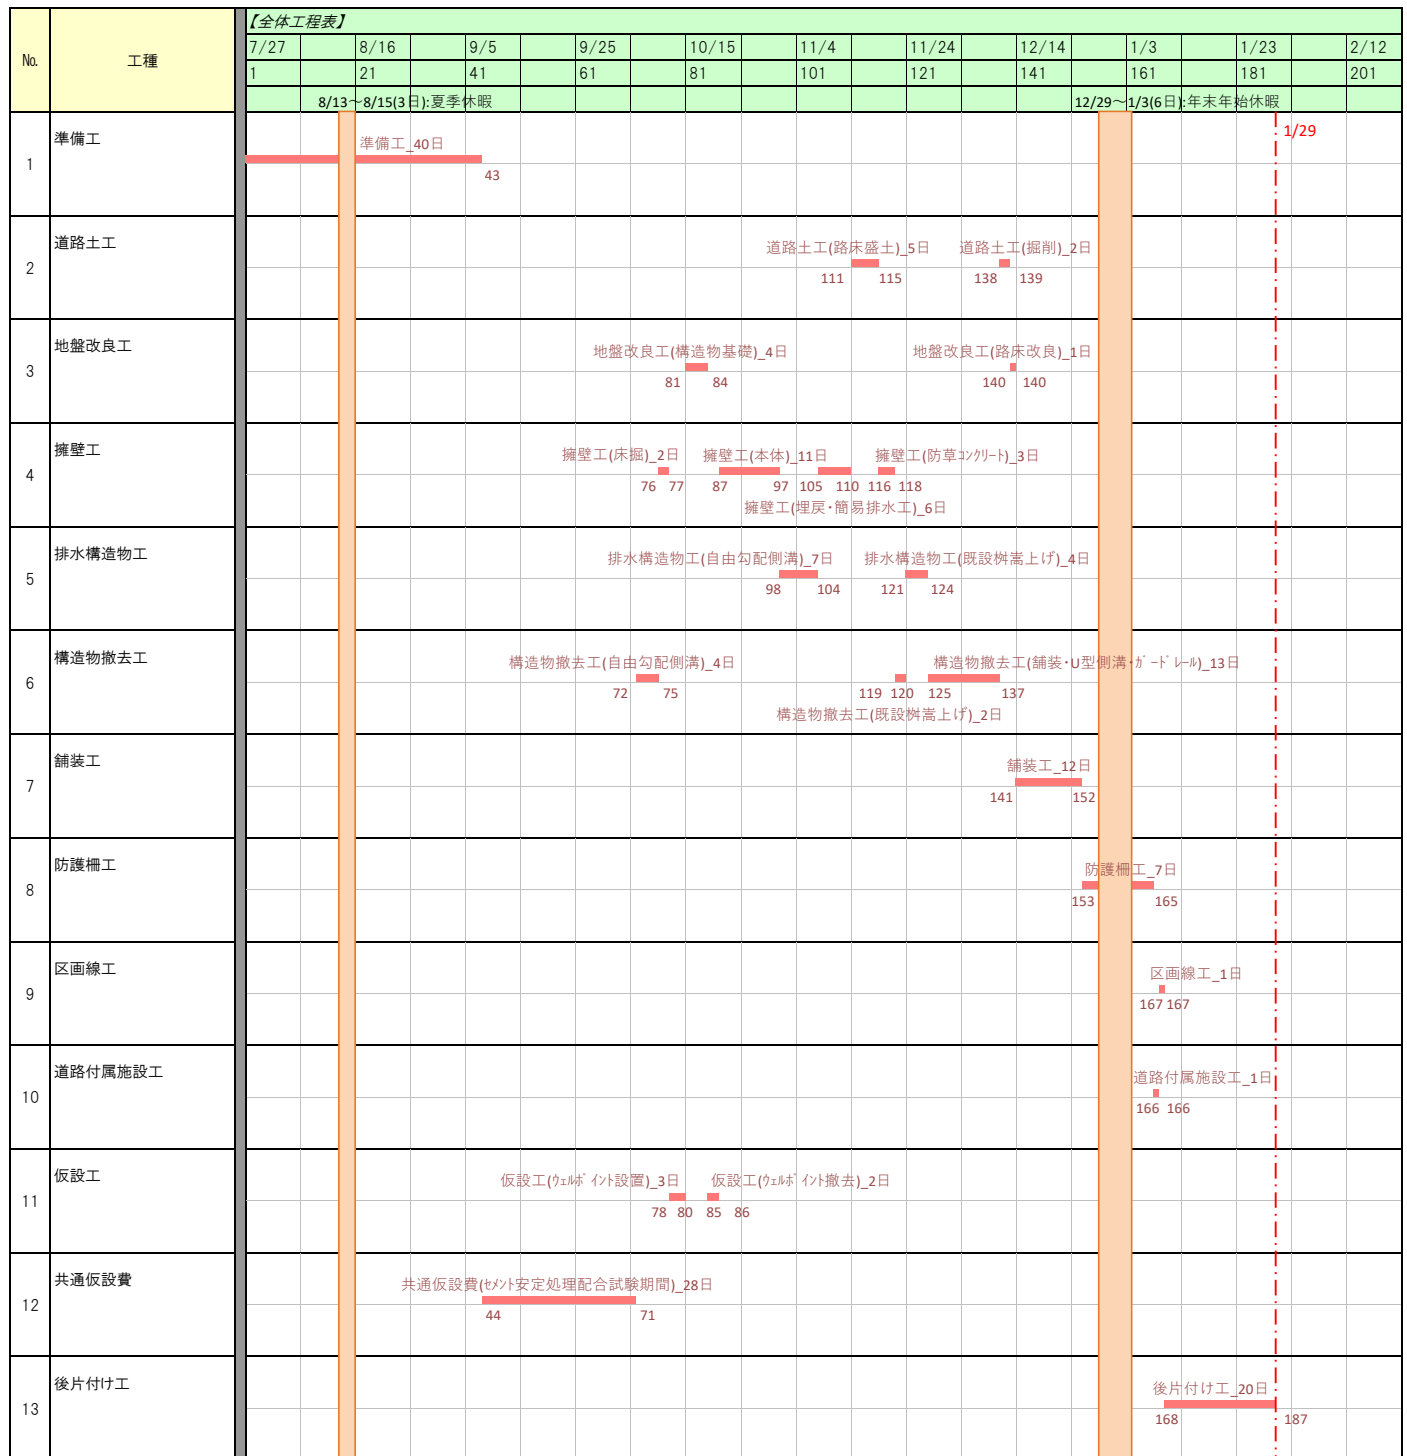 【全体工程表】
No. 工種 7/27 8/16 9/5 9/25 10/15 11/4 11/24 12/14 1/3 1/23 2/12
1 21 41 61 81 101 121 141 161 181 201
8/13～8/15(3日):夏季休暇 12/29～1/3(6日):年末年始休暇
1/29
準備工 準備工_40日
1
43
道路土工 道路土工(路床盛土)_5日 道路土工(掘削)_2日
2
111 115 138 139
地盤改良工 地盤改良工(構造物基礎)_4日 地盤改良工(路床改良)_1日
3
81 84 140 140
擁壁工 擁壁工(床掘)_2日 擁壁工(本体)_11日 擁壁工(防草ｺﾝｸﾘｰﾄ)_3日
4
76 77 87 97 105 110 116 118
擁壁工(埋戻･簡易排水工)_6日
排水構造物工 排水構造物工(自由勾配側溝)_7日 排水構造物工(既設桝嵩上げ)_4日
5
98 104 121 124
構造物撤去工 構造物撤去工(自由勾配側溝)_4日 構造物撤去工(舗装･U型側溝･ｶﾞｰﾄﾞﾚｰﾙ)_13日
6
72 75 119 120 125 137
構造物撤去工(既設桝嵩上げ)_2日
舗装工 舗装工_12日
7
141 152
防護柵工 防護柵工_7日
8
153 165
区画線工 区画線工_1日
9
167 167
道路付属施設工 道路付属施設工_1日
10
166 166
仮設工 仮設工(ｳｪﾙﾎﾟｲﾝﾄ設置)_3日 仮設工(ｳｪﾙﾎﾟｲﾝﾄ撤去)_2日
11
78 80 85 86
共通仮設費 共通仮設費(ｾﾒﾝﾄ安定処理配合試験期間)_28日
12
44 71
後片付け工 後片付け工_20日
13
168 187